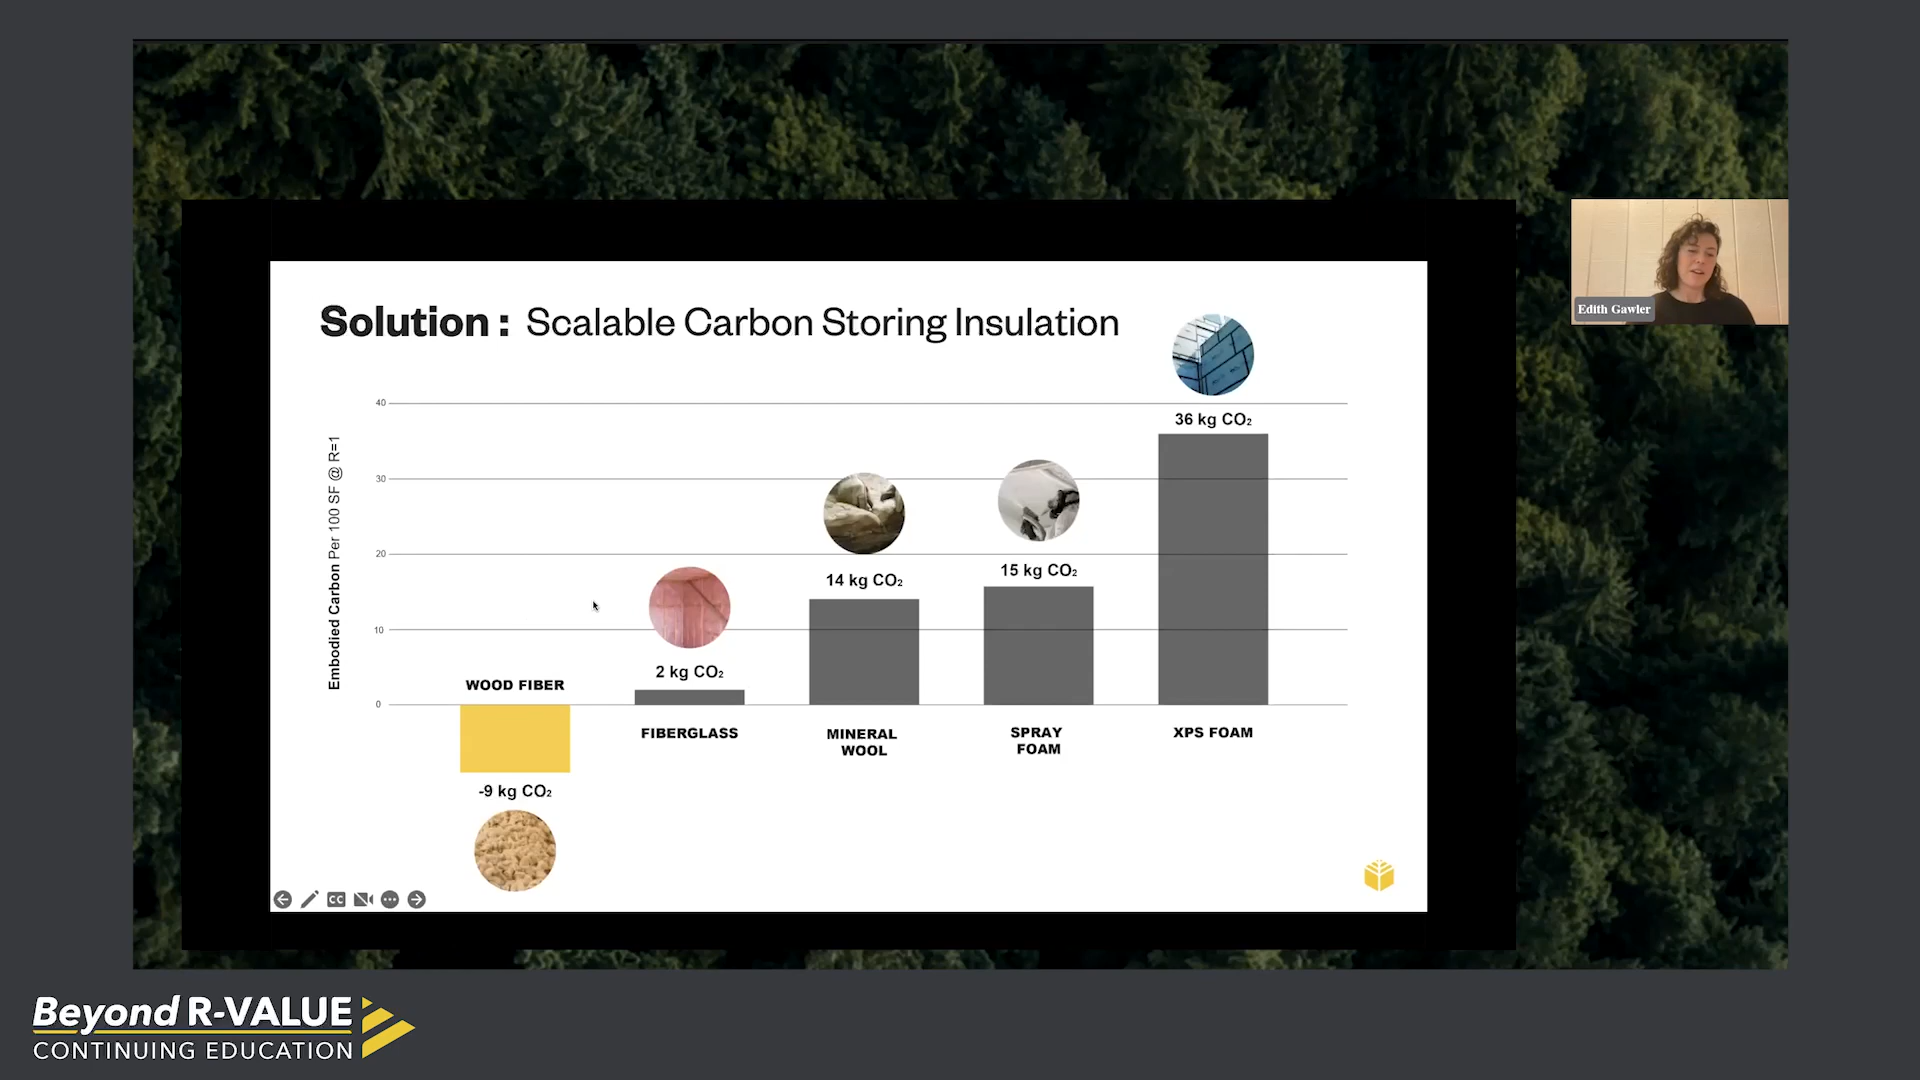 Edith Gawler
Solution : Scalable Carbon Storing Insulation
Embodied Carbon Per 100 SF @ R=1
40
30
20
10
0
WOOD FIBER
-9 kg CO₂
2 kg CO₂
FIBERGLASS
14 kg CO₂
MINERAL
WOOL
15 kg CO₂
SPRAY
FOAM
36 kg CO₂
XPS FOAM
CC
Beyond R-VALUE
CONTINUING EDUCATION